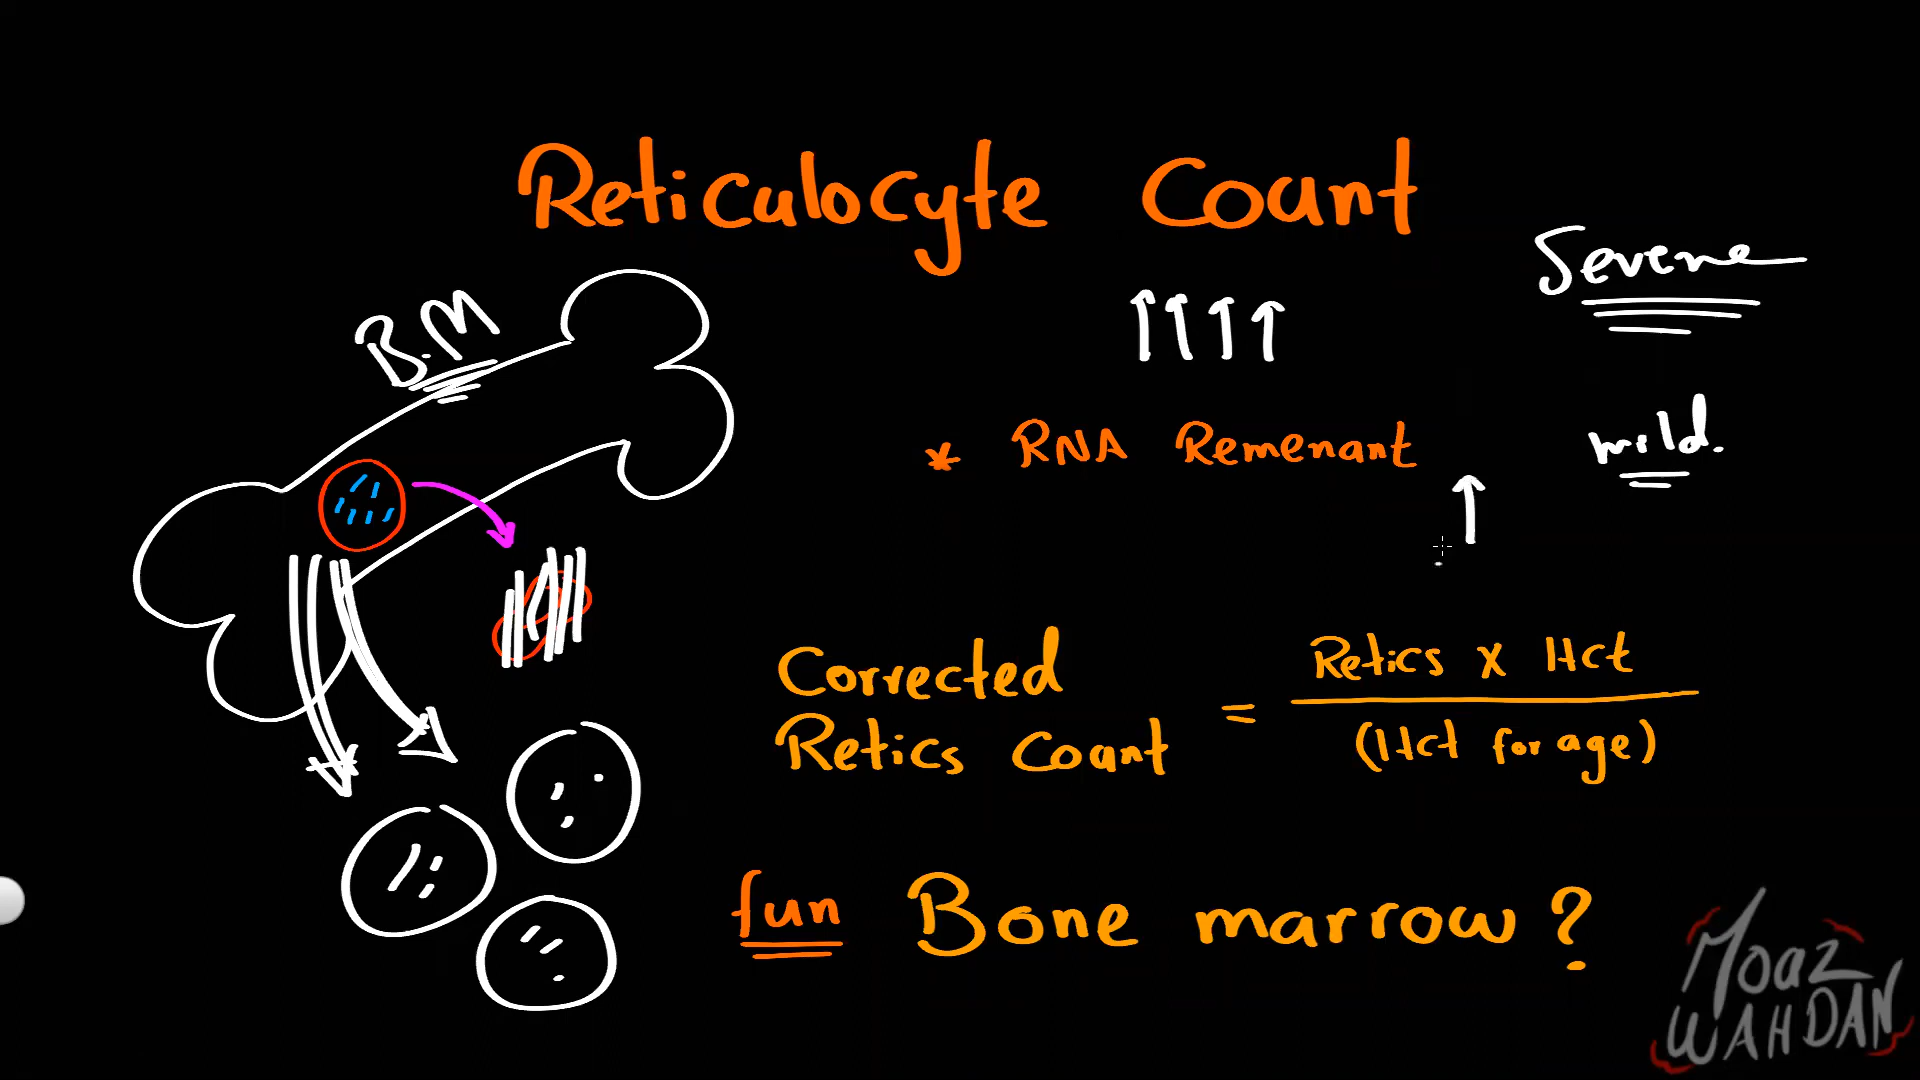 Reticulocyte Count
Severe
B.M
* RNA Remenant
mild.
Corrected
Retics Count
=
Retics x Hct
(Hct for age)
fun Bone marrow ?
MOAZ
WAHDAN